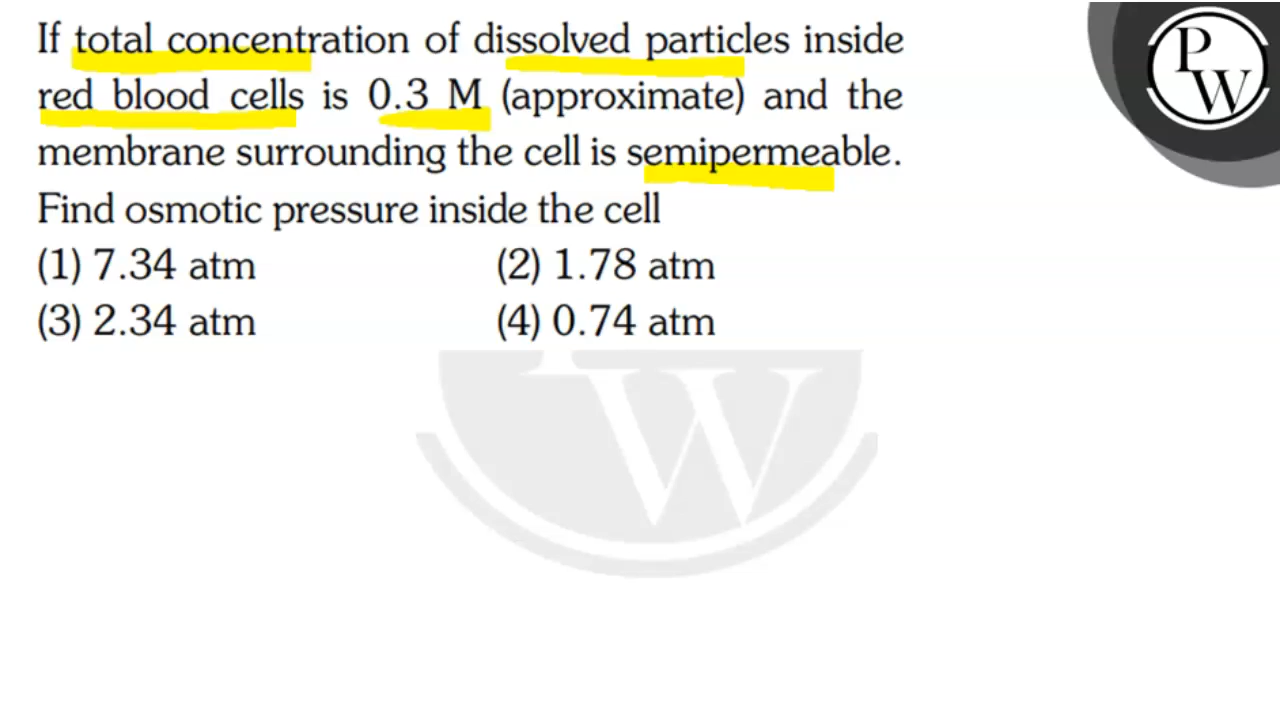 If total concentration of dissolved particles inside
red blood cells is 0.3 M (approximate) and the
membrane surrounding the cell is semipermeable.
Find osmotic pressure inside the cell
(1) 7.34 atm (2) 1.78 atm
(3) 2.34 atm (4) 0.74 atm
PW
W